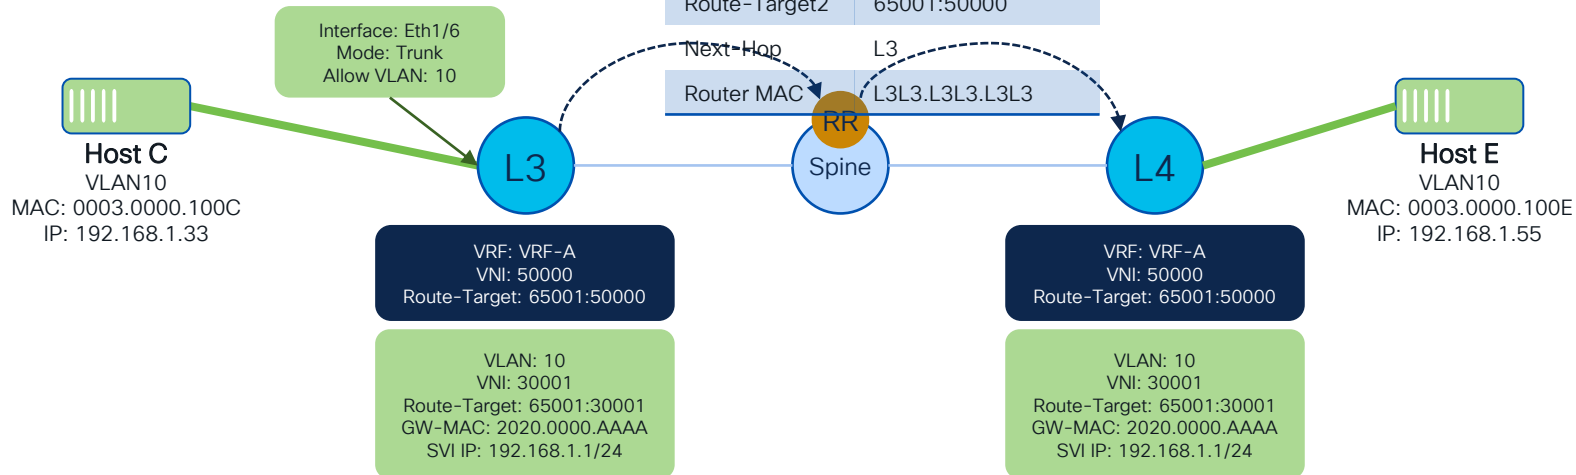 Route-Target2 65001:50000
Next-Hop L3
Router MAC L3L3.L3L3.L3L3
Interface: Eth1/6
Mode: Trunk
Allow VLAN: 10
Host C
VLAN10
MAC: 0003.0000.100C
IP: 192.168.1.33
L3
RR
Spine
L4
Host E
VLAN10
MAC: 0003.0000.100E
IP: 192.168.1.55
VRF: VRF-A
VNI: 50000
Route-Target: 65001:50000
VLAN: 10
VNI: 30001
Route-Target: 65001:30001
GW-MAC: 2020.0000.AAAA
SVI IP: 192.168.1.1/24
VRF: VRF-A
VNI: 50000
Route-Target: 65001:50000
VLAN: 10
VNI: 30001
Route-Target: 65001:30001
GW-MAC: 2020.0000.AAAA
SVI IP: 192.168.1.1/24